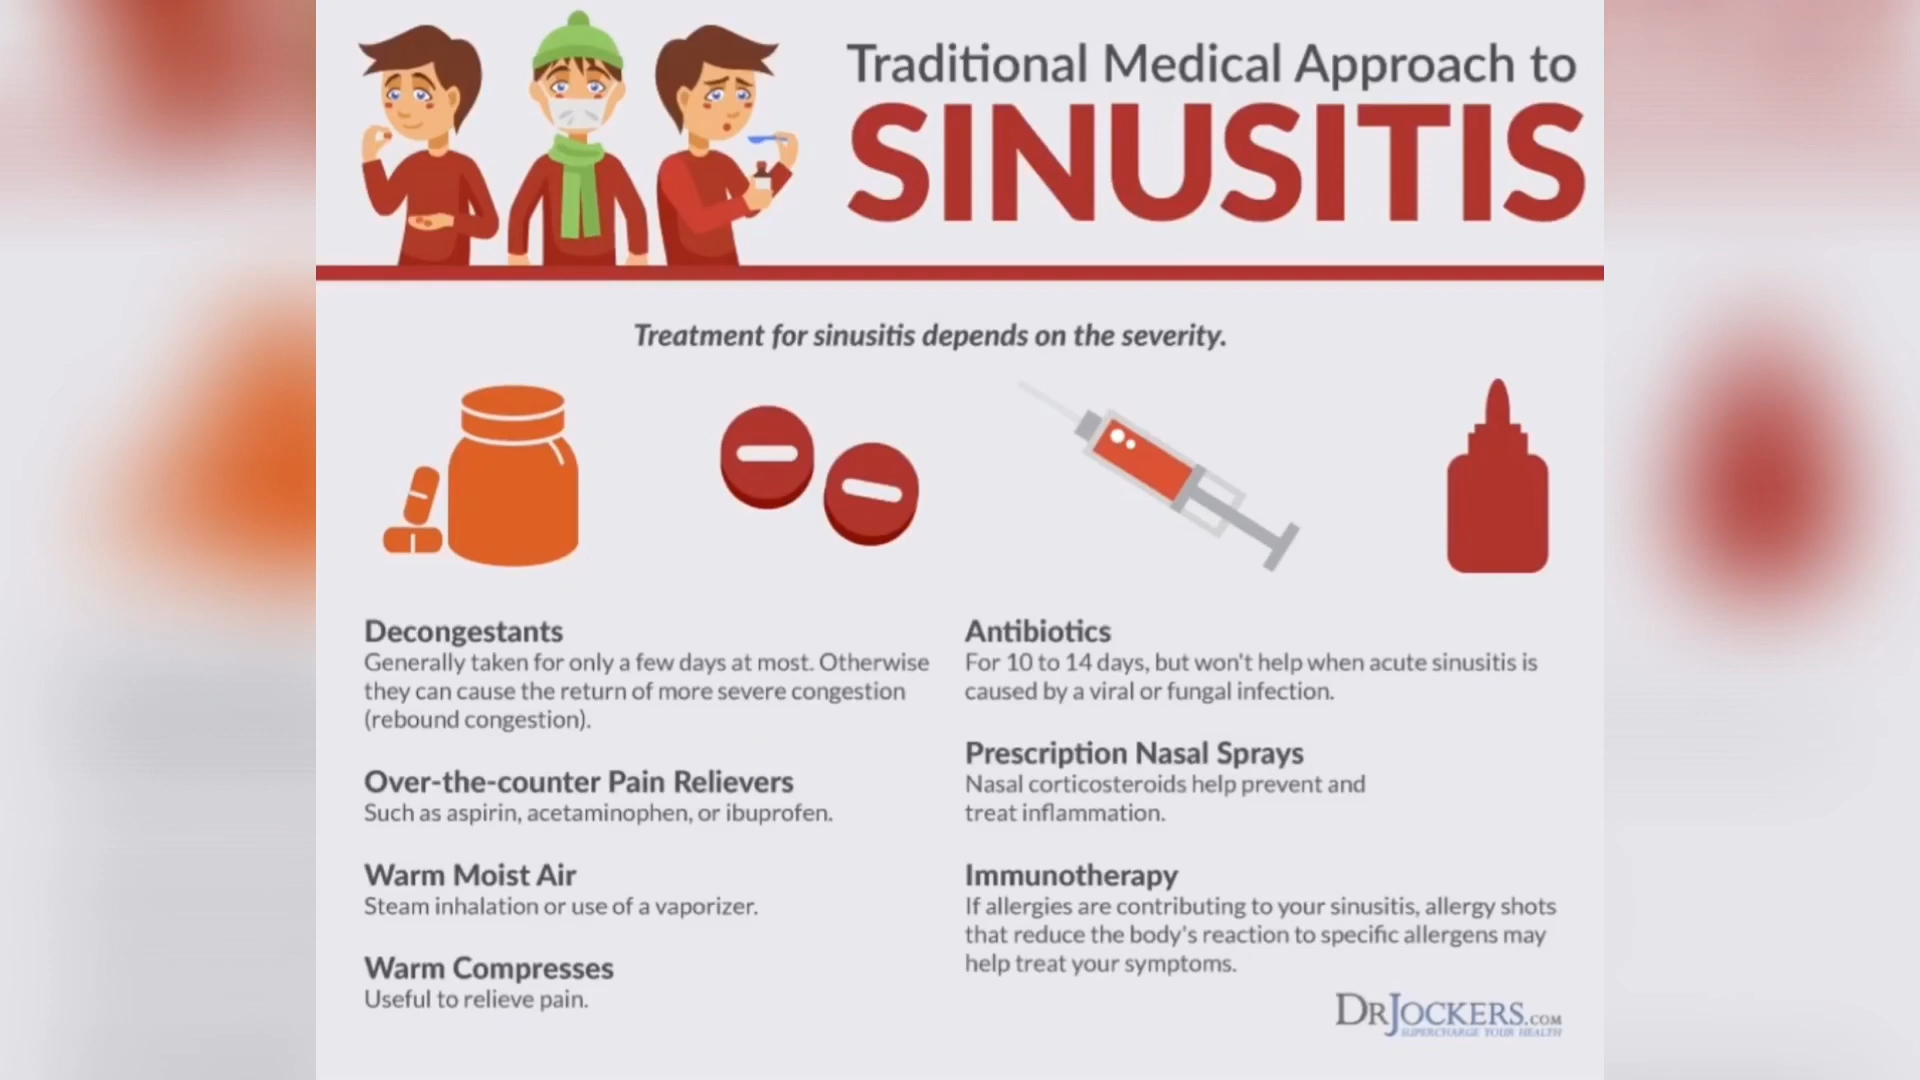 Traditional Medical Approach to
SINUSITIS
Treatment for sinusitis depends on the severity.
Decongestants
Generally taken for only a few days at most. Otherwise
they can cause the return of more severe congestion
(rebound congestion).
Over-the-counter Pain Relievers
Such as aspirin, acetaminophen, or ibuprofen.
Warm Moist Air
Steam inhalation or use of a vaporizer.
Warm Compresses
Useful to relieve pain.
Antibiotics
For 10 to 14 days, but won't help when acute sinusitis is
caused by a viral or fungal infection.
Prescription Nasal Sprays
Nasal corticosteroids help prevent and
treat inflammation.
Immunotherapy
If allergies are contributing to your sinusitis, allergy shots
that reduce the body's reaction to specific allergens may
help treat your symptoms.
DRJOCKERS.COM
SUPERCHARGE YOUR HEALTH